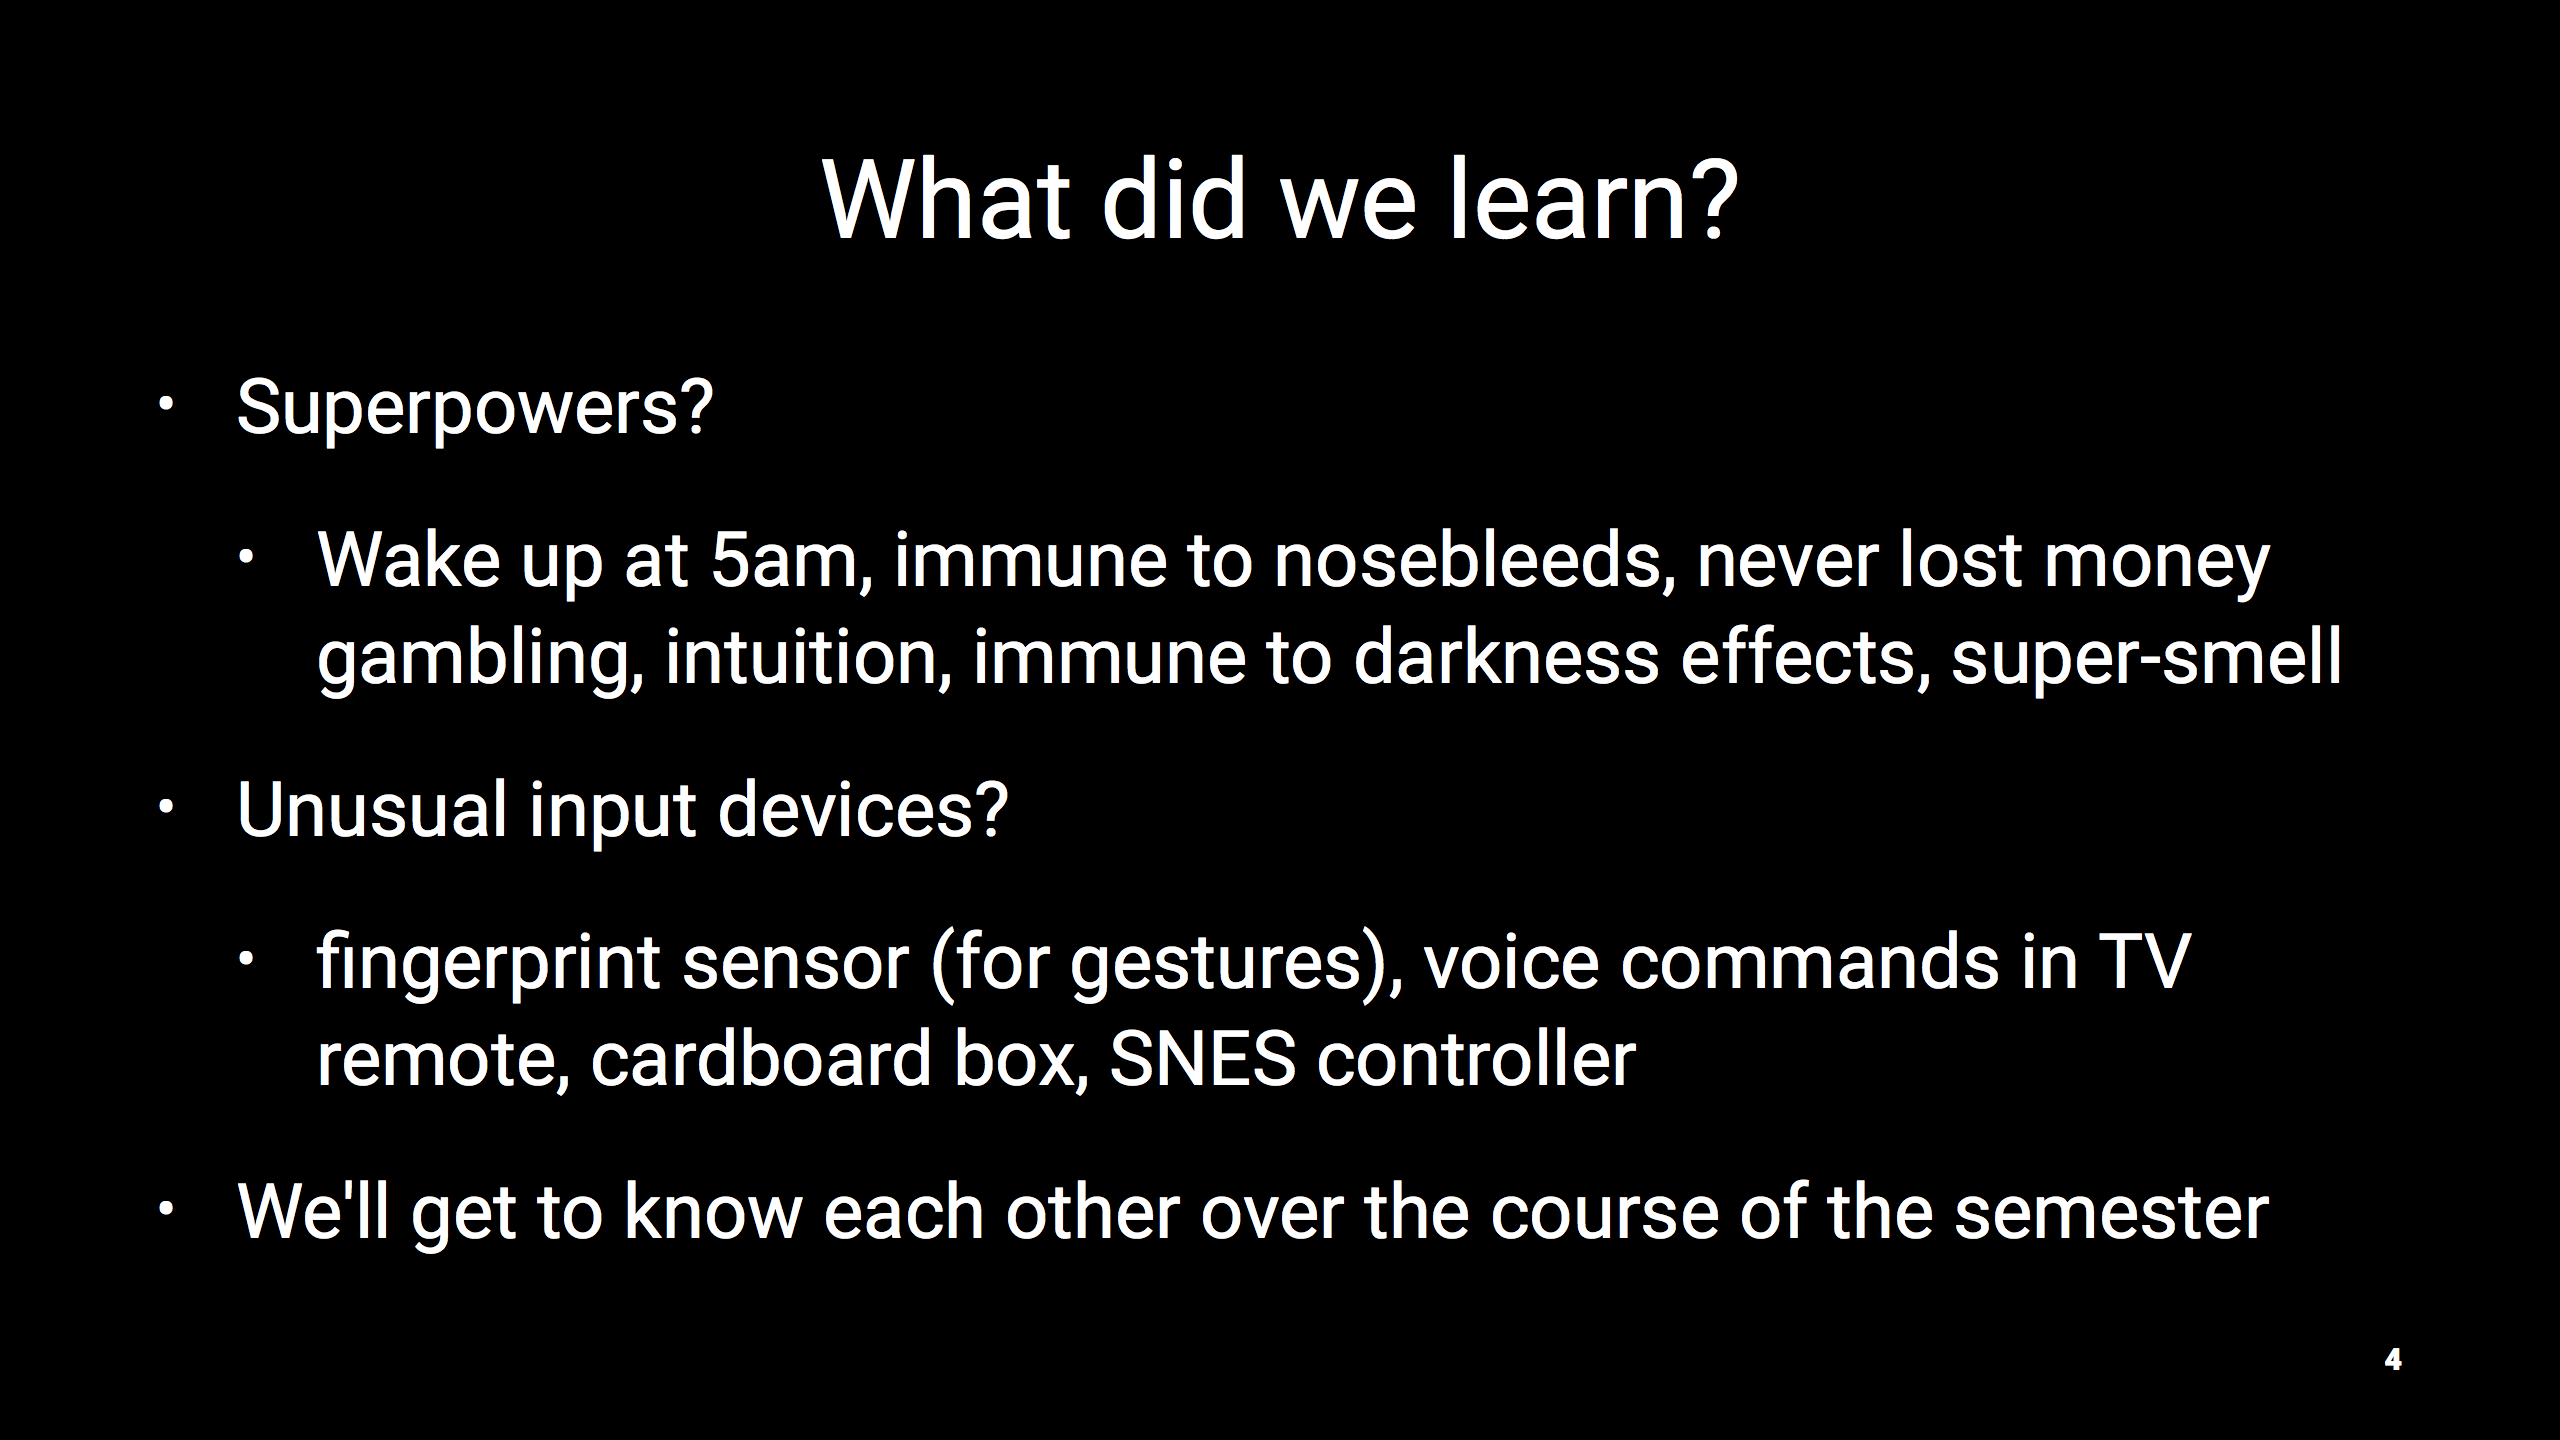 What did we learn?
• Superpowers?
• Wake up at 5am, immune to nosebleeds, never lost money
gambling, intuition, immune to darkness effects, super-smell
• Unusual input devices?
• fingerprint sensor (for gestures), voice commands in TV
remote, cardboard box, SNES controller
• We'll get to know each other over the course of the semester
4